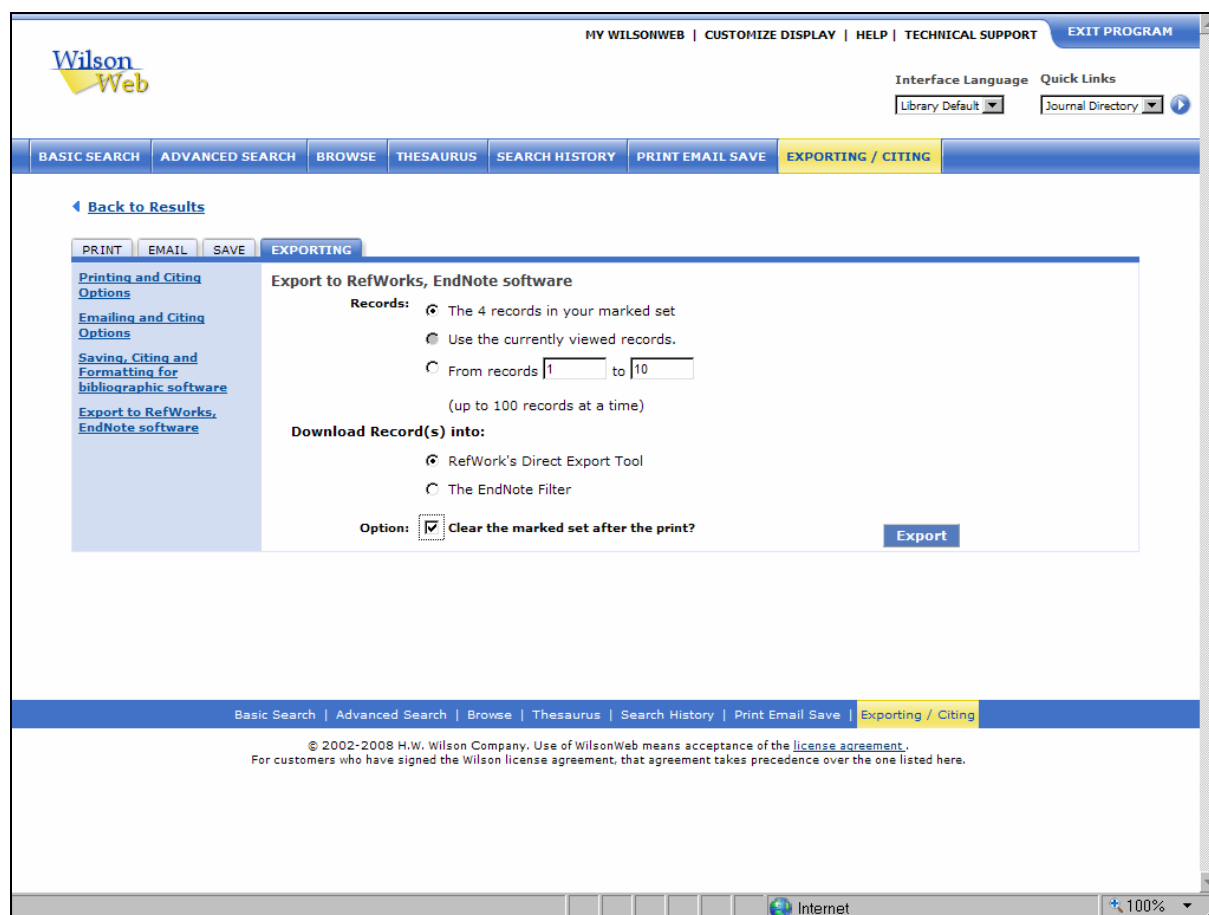 MY WILSONWEB | CUSTOMIZE DISPLAY | HELP | TECHNICAL SUPPORT EXIT PROGRAM
Wilson
Web
Interface Language Quick Links
Library Default Journal Directory
BASIC SEARCH ADVANCED SEARCH BROWSE THESAURUS SEARCH HISTORY PRINT EMAIL SAVE EXPORTING / CITING
Back to Results
PRINT EMAIL SAVE EXPORTING
Printing and Citing
Options
Emailing and Citing
Options
Saving, Citing and
Formatting for
bibliographic software
Export to RefWorks,
EndNote software
Export to RefWorks, EndNote software
Records: The 4 records in your marked set
Use the currently viewed records.
From records 1 to 10
(up to 100 records at a time)
Download Record(s) into:
RefWork's Direct Export Tool
The EndNote Filter
Option: Clear the marked set after the print?
Export
Basic Search | Advanced Search | Browse | Thesaurus | Search History | Print Email Save | Exporting / Citing
© 2002-2008 H.W. Wilson Company. Use of WilsonWeb means acceptance of the license agreement .
For customers who have signed the Wilson license agreement, that agreement takes precedence over the one listed here.
Internet 100%